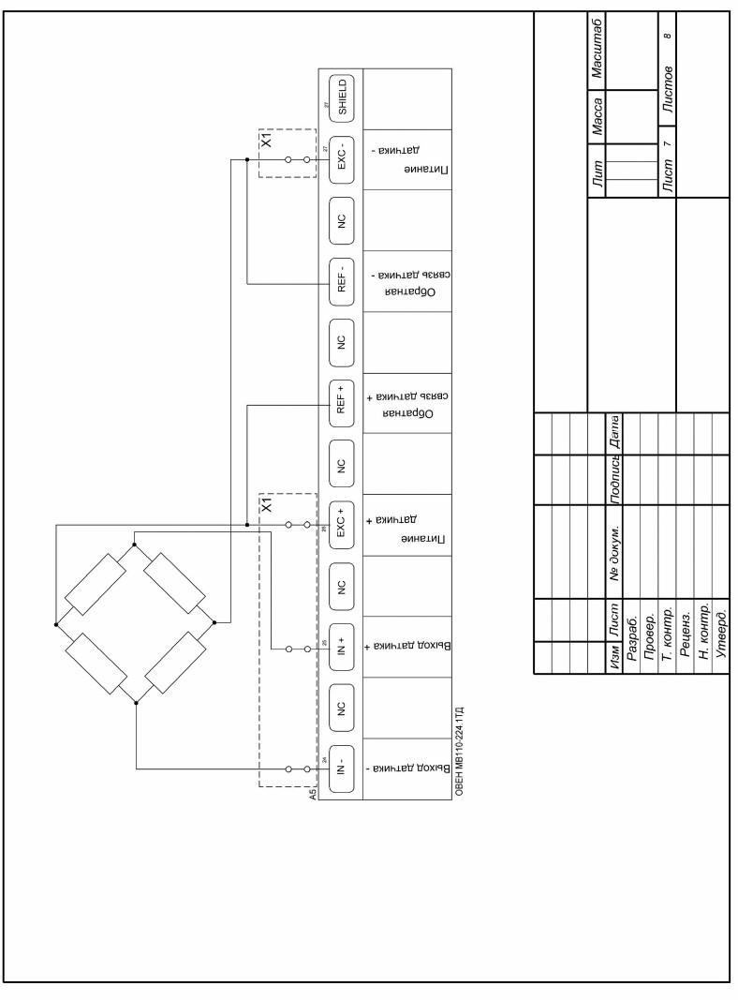 X1
X1
A5
24
IN -
NC
25
IN +
NC
26
EXC +
NC
REF +
NC
REF -
NC
27
EXC -
27
SHIELD
Выход датчика -
Выход датчика +
Питание
датчика +
Обратная
связь датчика +
Обратная
связь датчика -
Питание
датчика -
ОВЕН МВ110-224.1ТД
Изм Лист № докум. Подпись Дата
Разраб.
Провер.
Т. контр.
Реценз.
Н. контр.
Утверд.
Лит Масса Масштаб
Лист 7 Листов 8